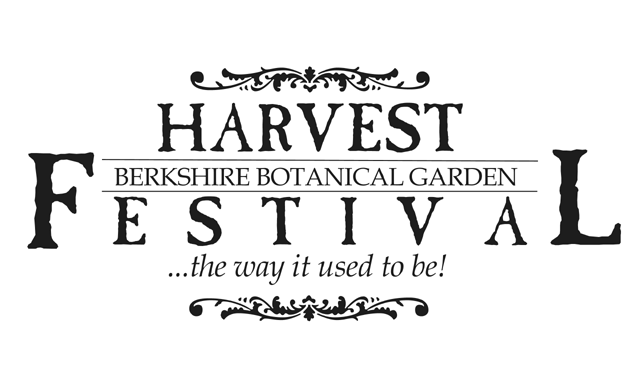 HARVEST
BERKSHIRE BOTANICAL GARDEN
FESTIVAL
...the way it used to be!